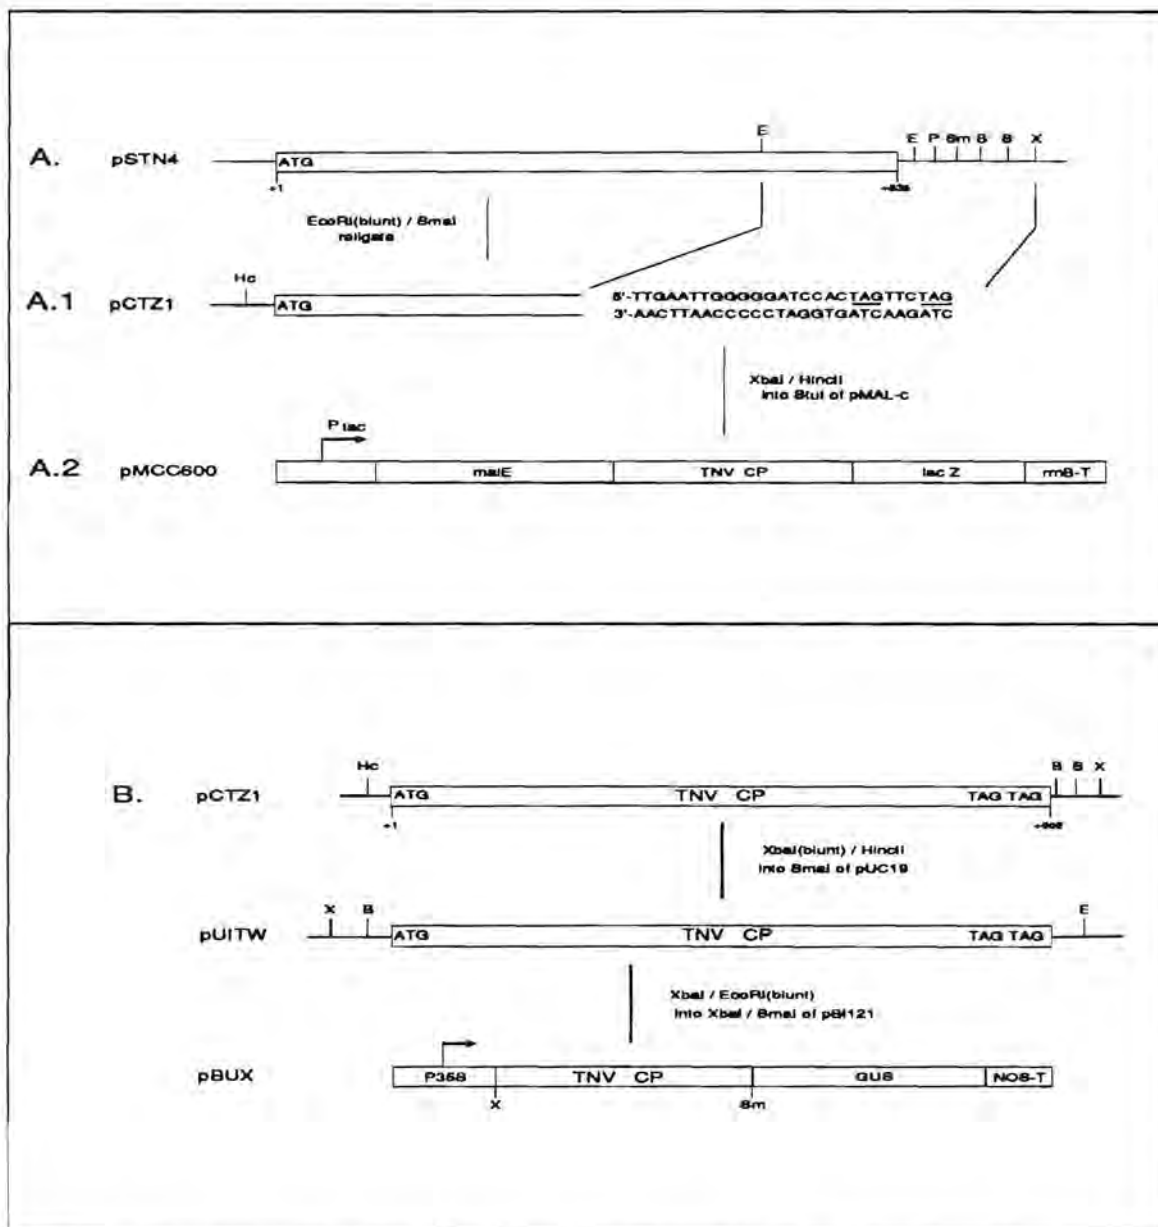 E
E P Sm B S X
A. pSTN4
ATG
+1
EcoRI(blunt) / SmaI
religate
Hc
A.1 pCTZ1
ATG
5'-TTGAATTGGGGGATCCACTAGTTCTAG
3'-AACTTAACCCCCTAGGTGATCAAGATC
XbaI / HincII
into StuI of pMAL-c
P tac
A.2 pMCC600
malE TNV CP lac Z rrnB-T
Hc
B S X
B. pCTZ1
ATG TNV CP TAG TAG
+1
XbaI(blunt) / HincII
into SmaI of pUC19
X B
E
pUITW
ATG TNV CP TAG TAG
XbaI / EcoRI(blunt)
into XbaI / SmaI of pBI121
pBUX
P35S TNV CP GUS NOS-T
X Sm